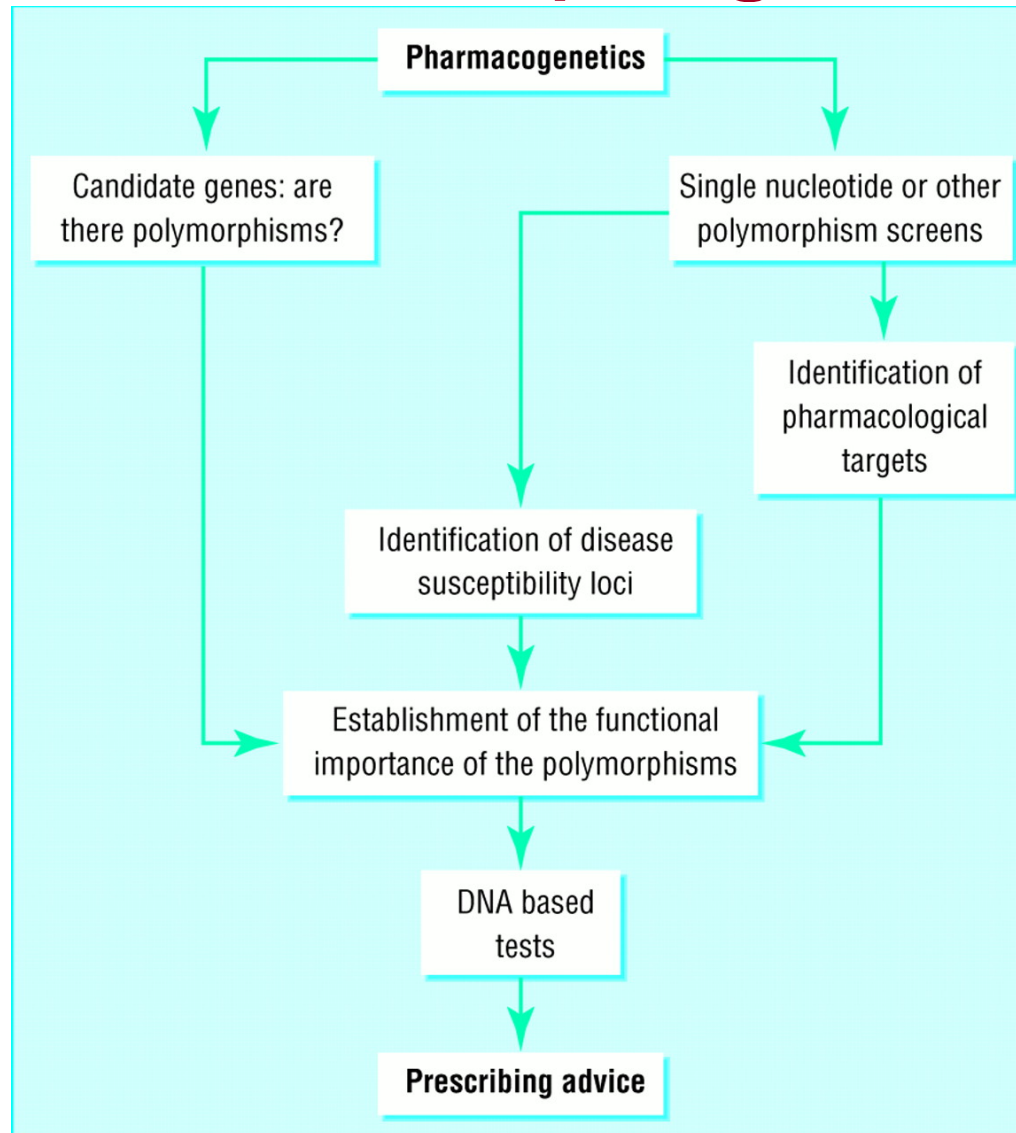 Pharmacogenetics
Candidate genes: are
there polymorphisms?
Single nucleotide or other
polymorphism screens
Identification of
pharmacological
targets
Identification of disease
susceptibility loci
Establishment of the functional
importance of the polymorphisms
DNA based
tests
Prescribing advice